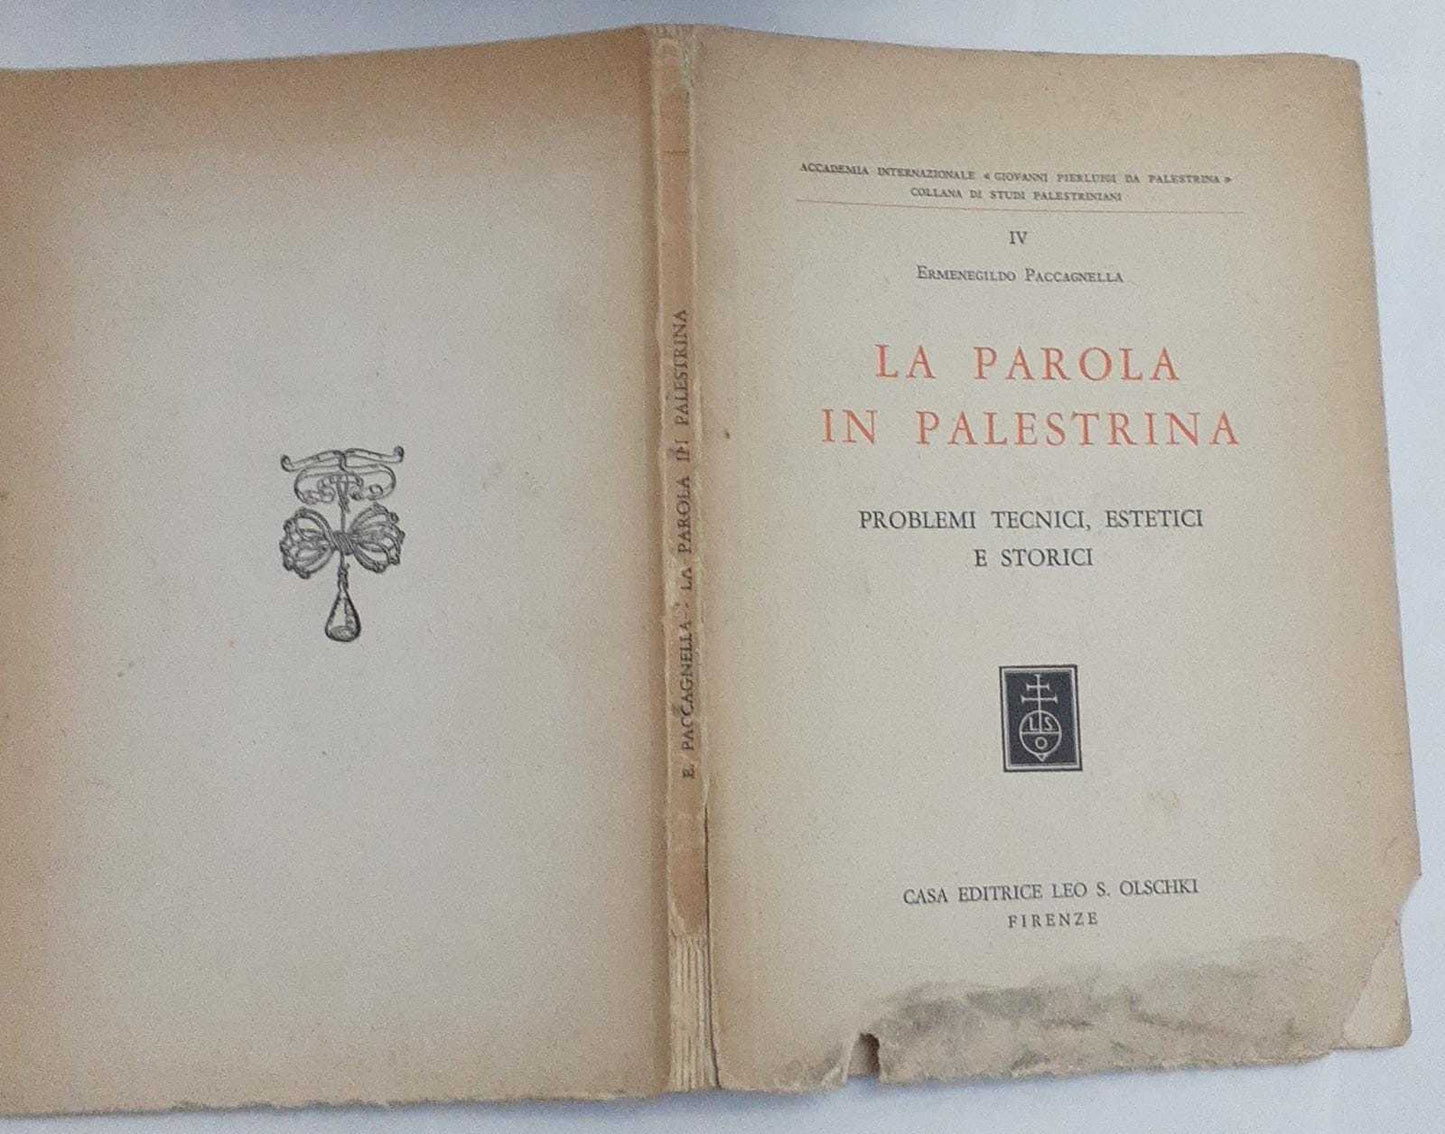 E. PACCAGNELLA - LA PAROLA IN PALESTRINA
ACCADEMIA INTERNAZIONALE « GIOVANNI PIERLUIGI DA PALESTRINA »
COLLANA DI STUDI PALESTRINIANI
IV
ERMENEGILDO PACCAGNELLA
LA PAROLA
IN PALESTRINA
PROBLEMI TECNICI, ESTETICI
E STORICI
L S
O
CASA EDITRICE LEO S. OLSCHKI
FIRENZE